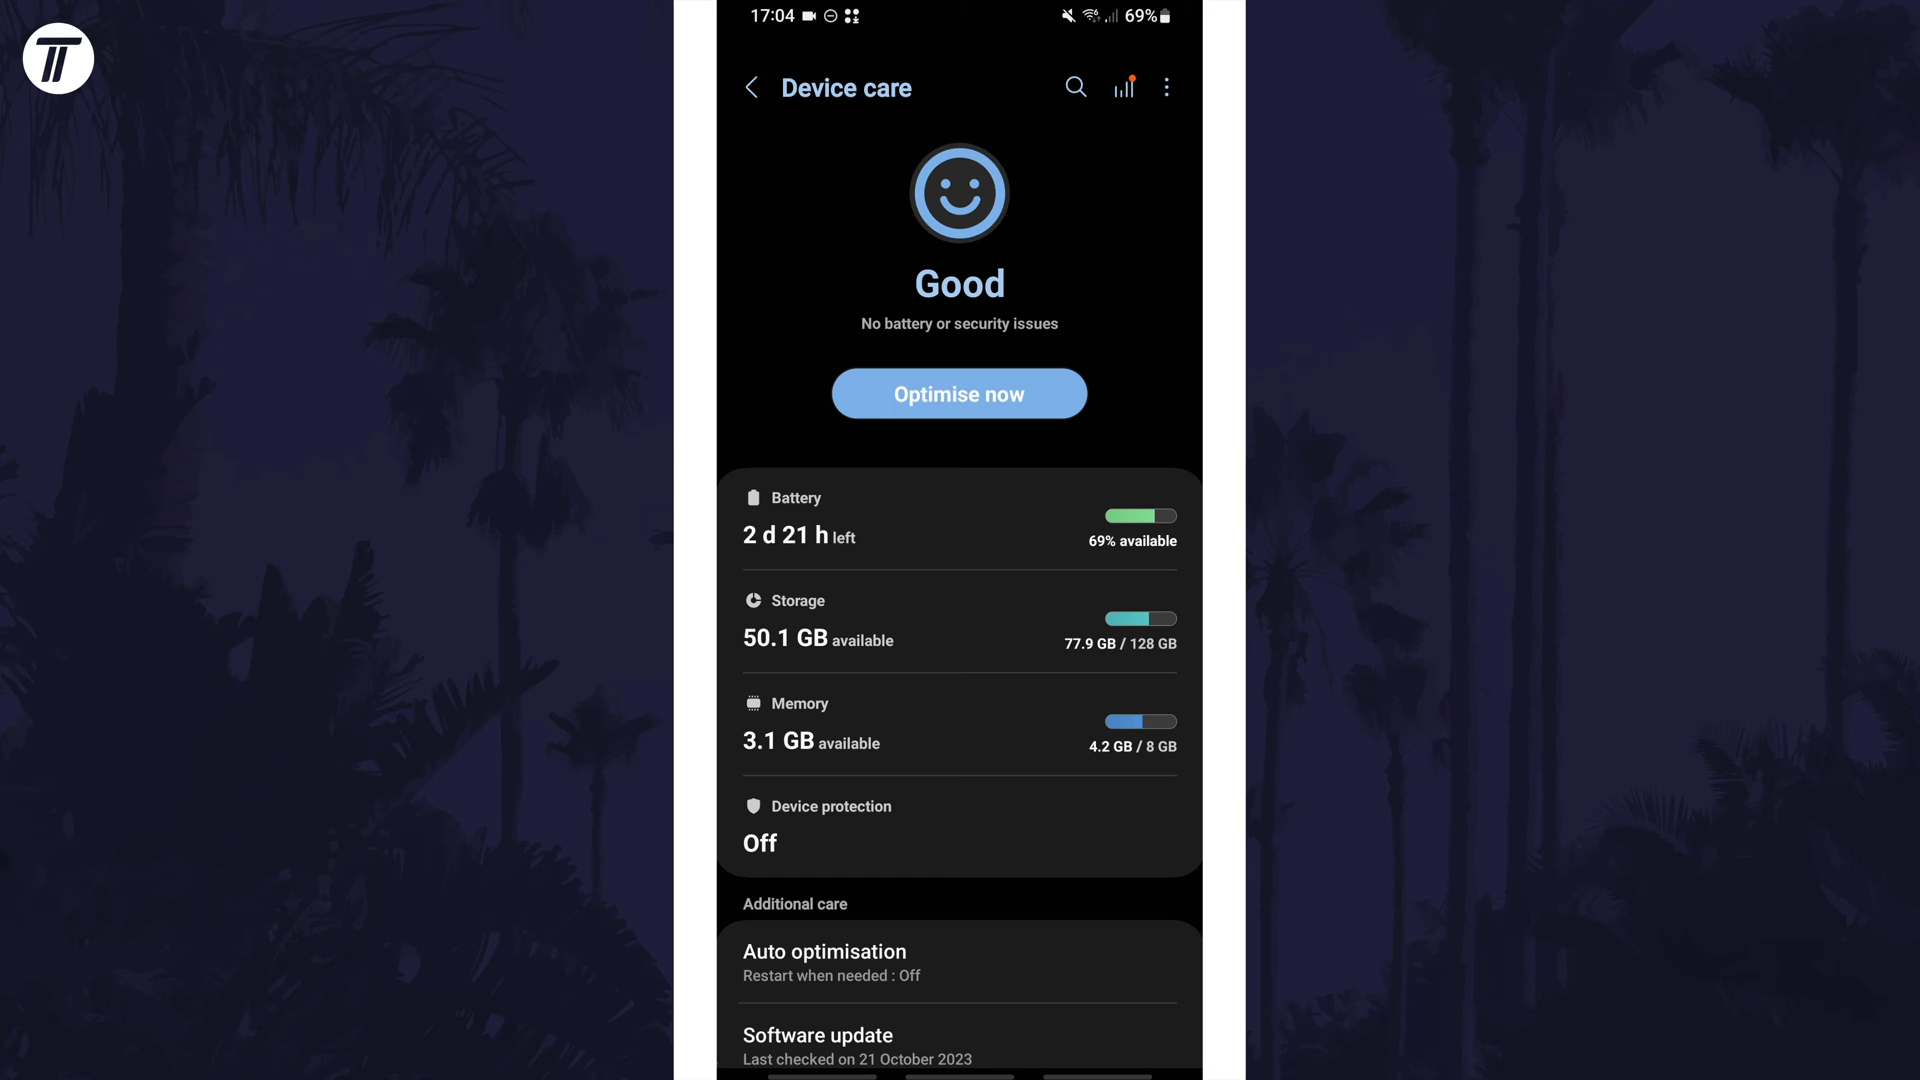 17:04 69%
Device care
Good
No battery or security issues
Optimise now
Battery
2 d 21 h left
69% available
Storage
50.1 GB available
77.9 GB / 128 GB
Memory
3.1 GB available
4.2 GB / 8 GB
Device protection
Off
Additional care
Auto optimisation
Restart when needed : Off
Software update
Last checked on 21 October 2023